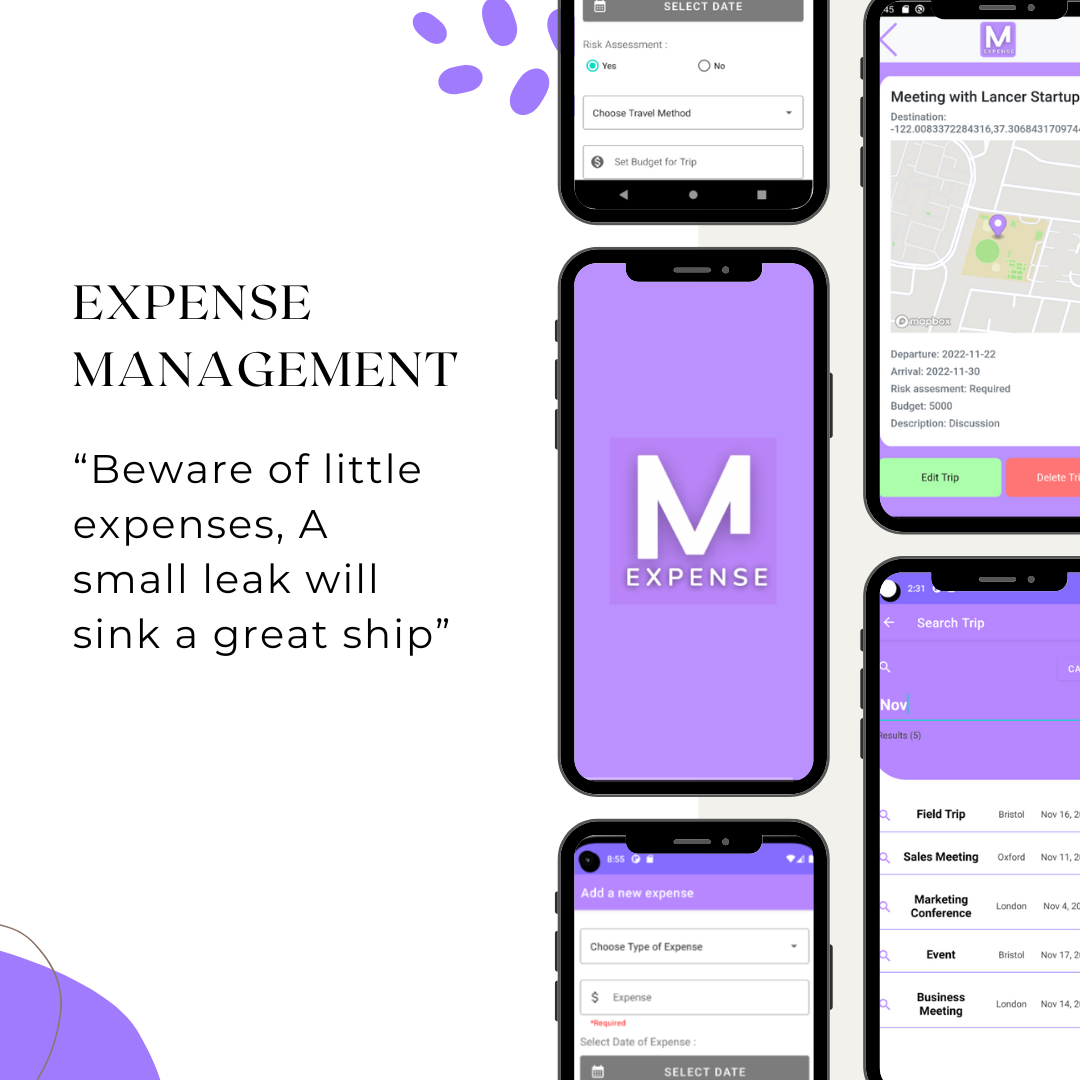 EXPENSE
MANAGEMENT
“Beware of little
expenses, A
small leak will
sink a great ship”
SELECT DATE
Risk Assessment :
Yes
No
Choose Travel Method
Set Budget for Trip
M
EXPENSE
8:55
Add a new expense
Choose Type of Expense
$ Expense
*Required
Select Date of Expense :
SELECT DATE
:45
M
EXPENSE
Meeting with Lancer Startup
Destination:
-122.0083372284316,37.30684317097
mapbox
Departure: 2022-11-22
Arrival: 2022-11-30
Risk assesment: Required
Budget: 5000
Description: Discussion
Edit Trip
Delete Tri
2:31
Search Trip
CA
Nov
Results (5)
Field Trip Bristol Nov 16, 2
Sales Meeting Oxford Nov 11, 2
Marketing
Conference London Nov 4, 20
Event Bristol Nov 17, 2
Business
Meeting London Nov 14, 2